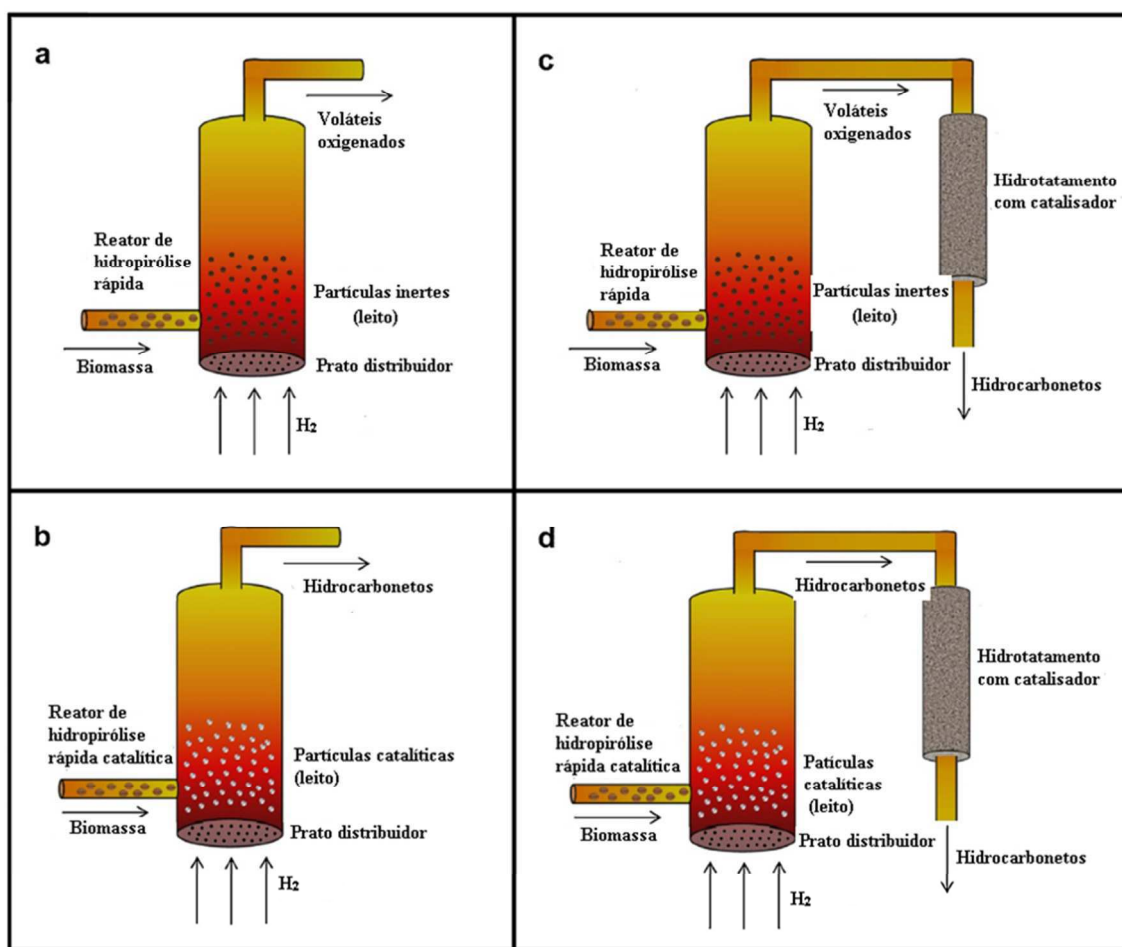 a
Voláteis
oxigenados
Reator de
hidropirólise
rápida
Partículas inertes
(leito)
Biomassa
Prato distribuidor
H2
c
Voláteis
oxigenados
Hidrotatamento
com catalisador
Reator de
hidropirólise
rápida
Partículas inertes
(leito)
Biomassa
Prato distribuidor
Hidrocarbonetos
H2
b
Hidrocarbonetos
Reator de
hidropirólise
rápida catalítica
Partículas catalíticas
(leito)
Biomassa
Prato distribuidor
H2
d
Hidrocarbonetos
Hidrotatamento
com catalisador
Reator de
hidropirólise
rápida catalítica
Patículas
catalíticas
(leito)
Biomassa
Prato distribuidor
Hidrocarbonetos
H2